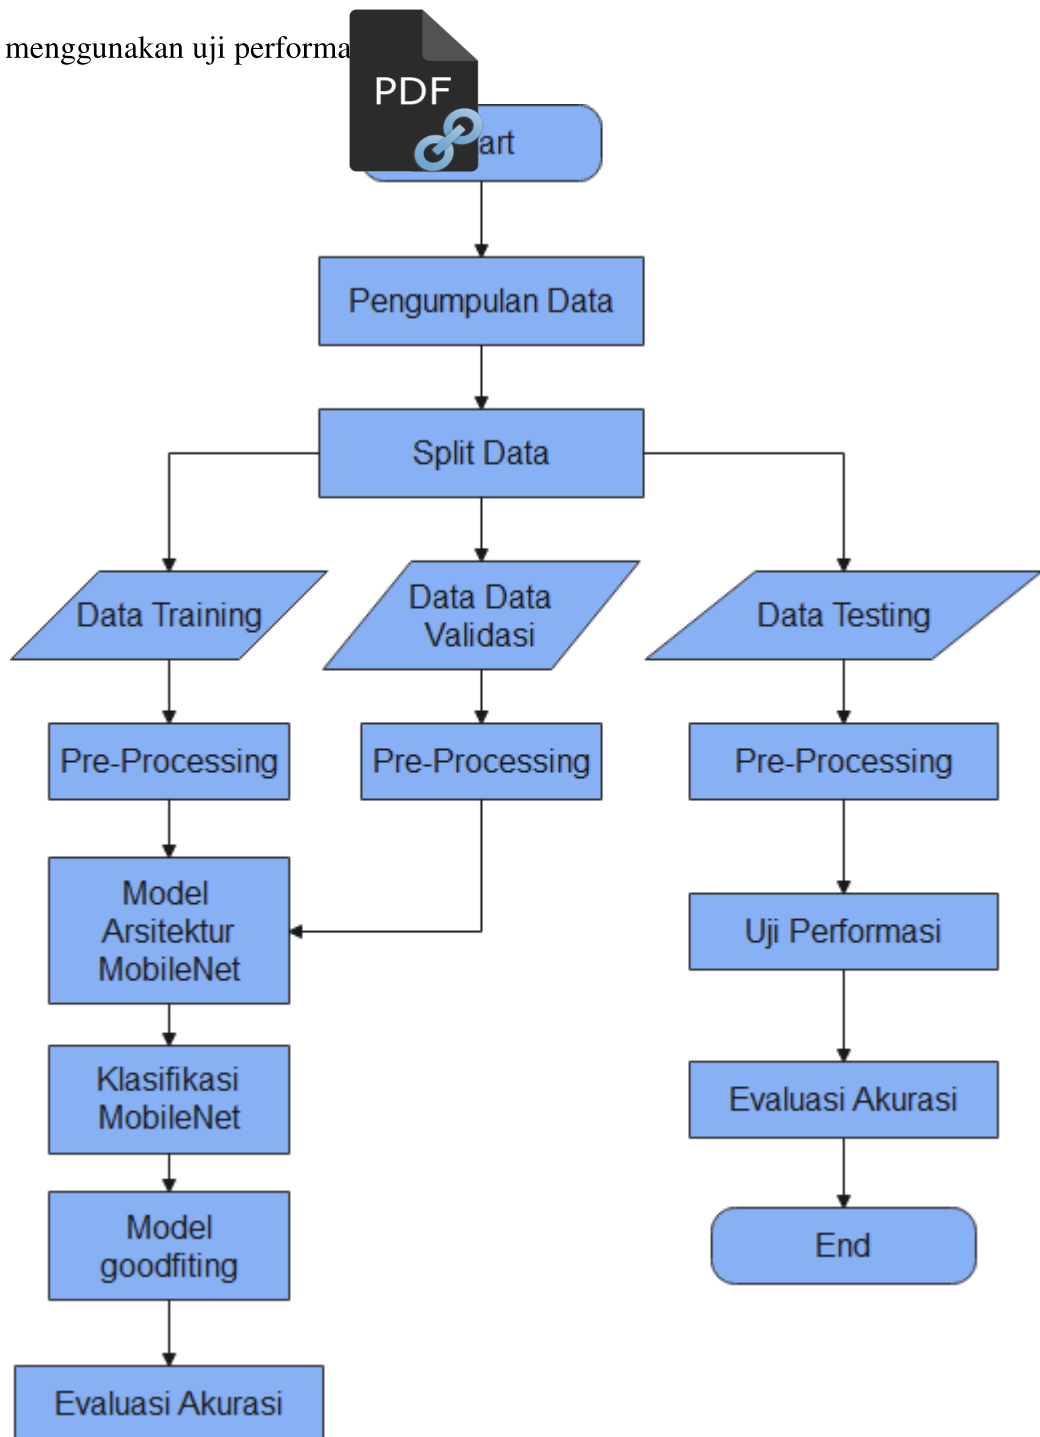 menggunakan uji performa
PDF
art
Pengumpulan Data
Split Data
Data Training
Data Data
Validasi
Data Testing
Pre-Processing
Pre-Processing
Pre-Processing
Model
Arsitektur
MobileNet
Uji Performasi
Klasifikasi
MobileNet
Evaluasi Akurasi
Model
goodfiting
End
Evaluasi Akurasi